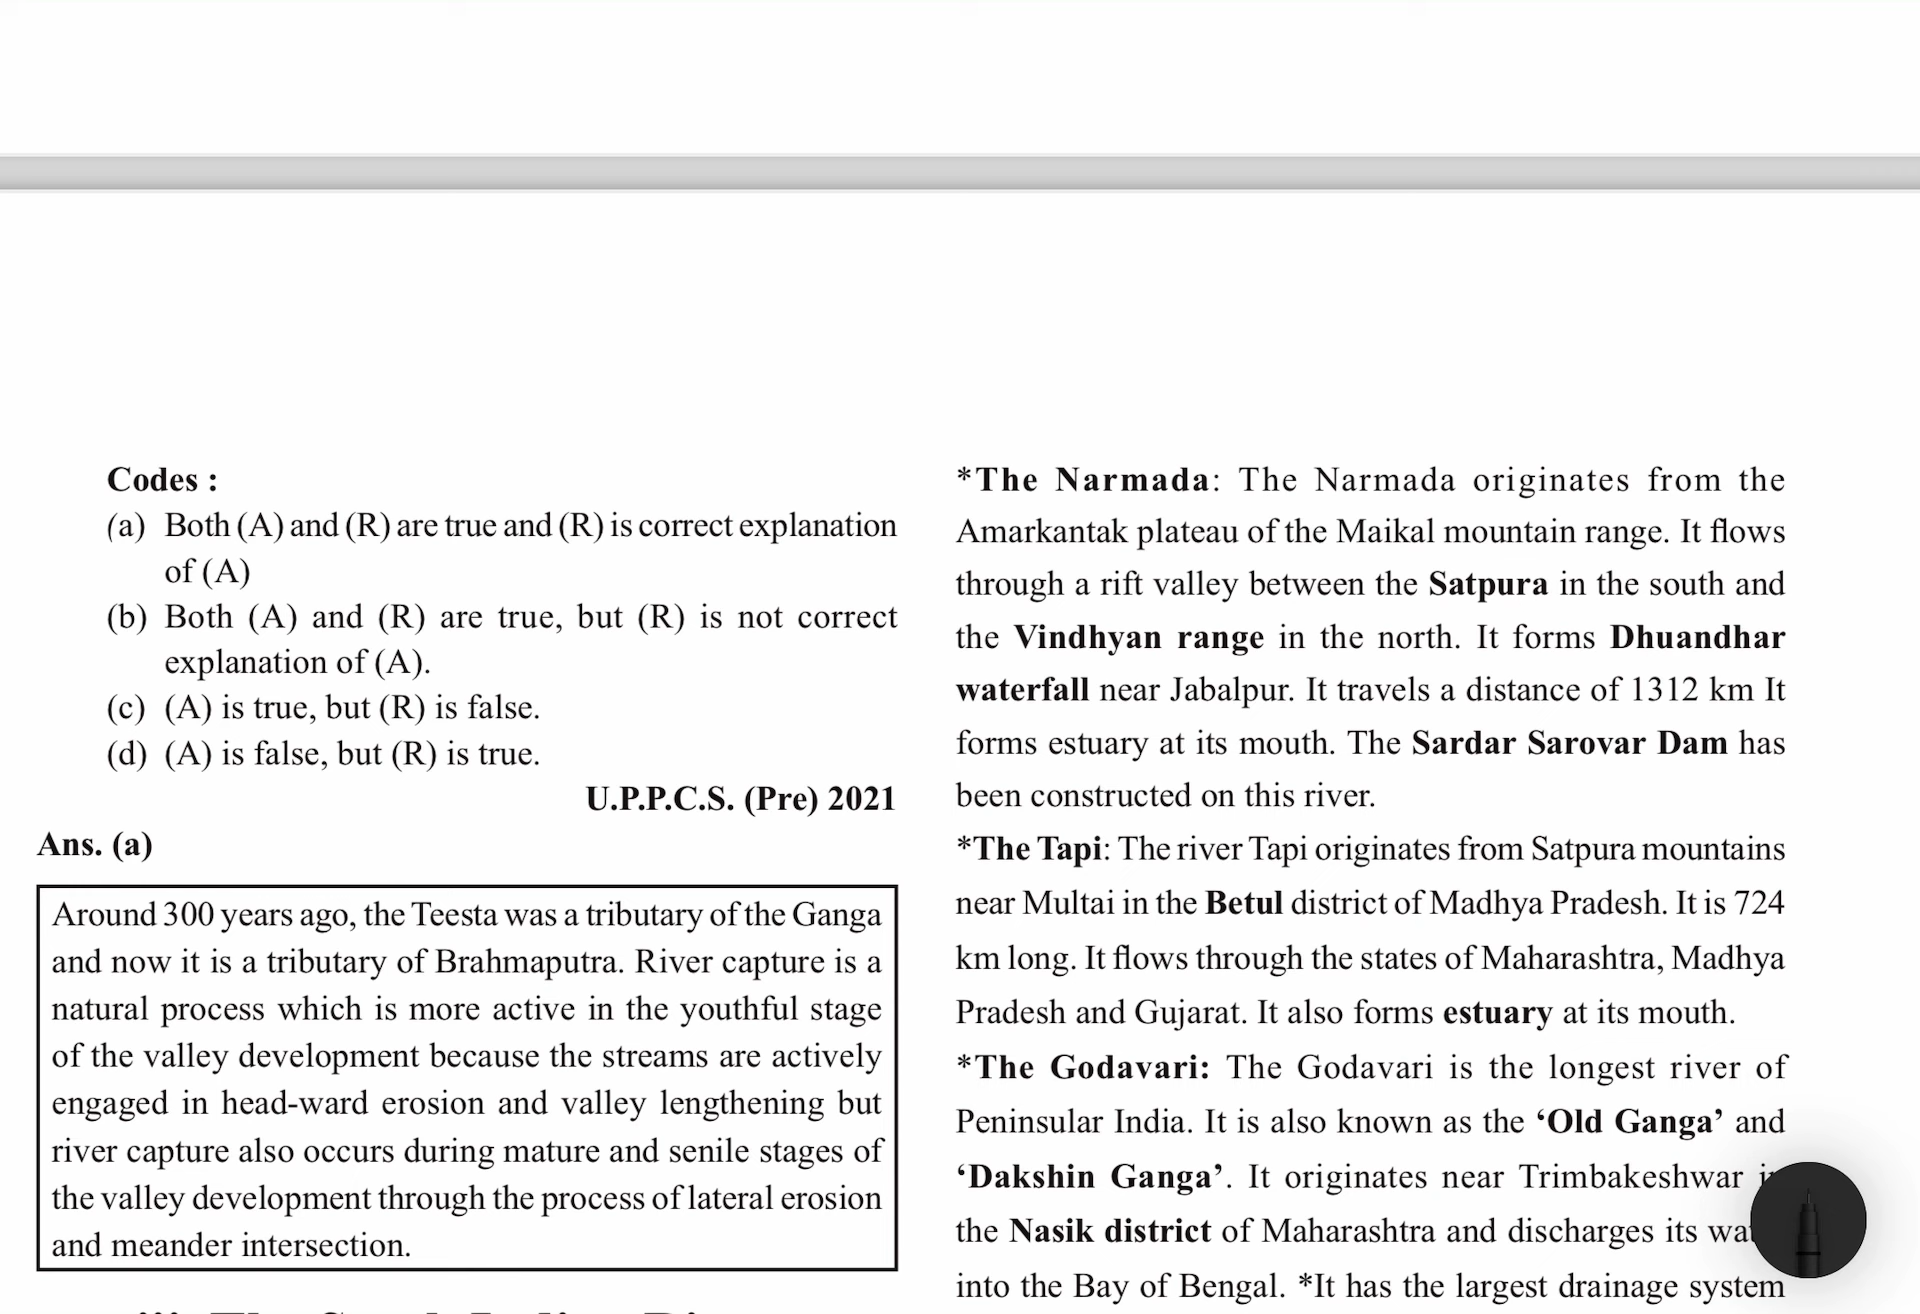 Codes :
(a) Both (A) and (R) are true and (R) is correct explanation
of (A)
(b) Both (A) and (R) are true, but (R) is not correct
explanation of (A).
(c) (A) is true, but (R) is false.
(d) (A) is false, but (R) is true.
U.P.P.C.S. (Pre) 2021
Ans. (a)
Around 300 years ago, the Teesta was a tributary of the Ganga
and now it is a tributary of Brahmaputra. River capture is a
natural process which is more active in the youthful stage
of the valley development because the streams are actively
engaged in head-ward erosion and valley lengthening but
river capture also occurs during mature and senile stages of
the valley development through the process of lateral erosion
and meander intersection.
*The Narmada: The Narmada originates from the
Amarkantak plateau of the Maikal mountain range. It flows
through a rift valley between the Satpura in the south and
the Vindhyan range in the north. It forms Dhuandhar
waterfall near Jabalpur. It travels a distance of 1312 km It
forms estuary at its mouth. The Sardar Sarovar Dam has
been constructed on this river.
*The Tapi: The river Tapi originates from Satpura mountains
near Multai in the Betul district of Madhya Pradesh. It is 724
km long. It flows through the states of Maharashtra, Madhya
Pradesh and Gujarat. It also forms estuary at its mouth.
*The Godavari: The Godavari is the longest river of
Peninsular India. It is also known as the ‘Old Ganga’ and
‘Dakshin Ganga’. It originates near Trimbakeshwar
the Nasik district of Maharashtra and discharges its
into the Bay of Bengal. *It has the largest drainage system